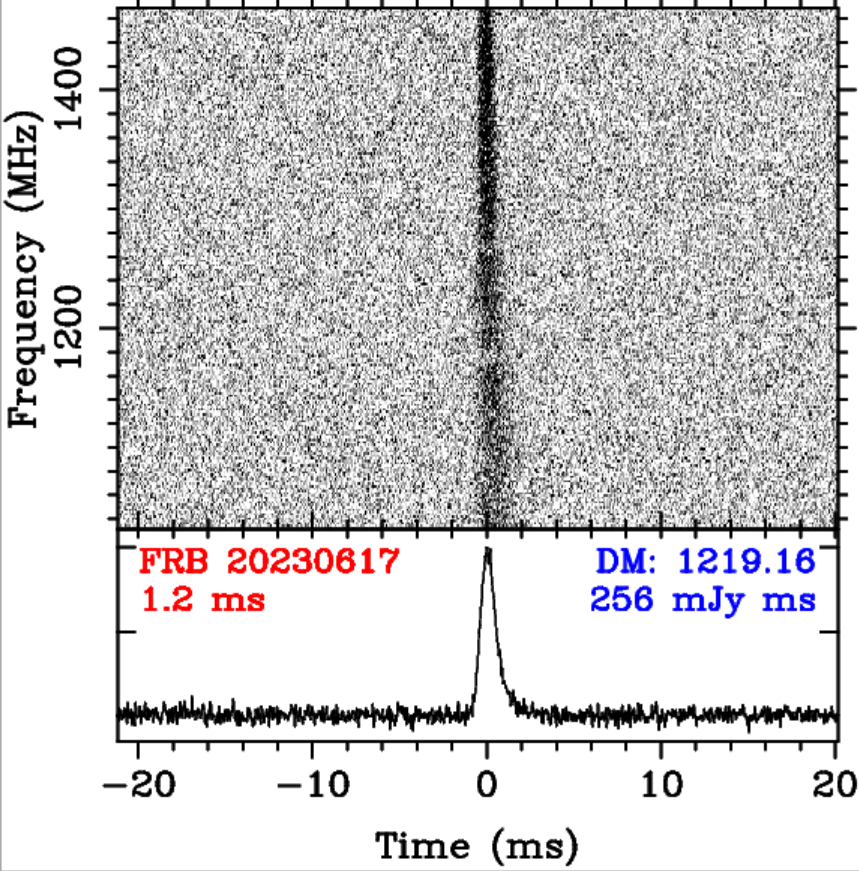 Frequency (MHz)
1400
1200
FRB 20230617
1.2 ms
DM: 1219.16
256 mJy ms
−20 −10 0 10 20
Time (ms)